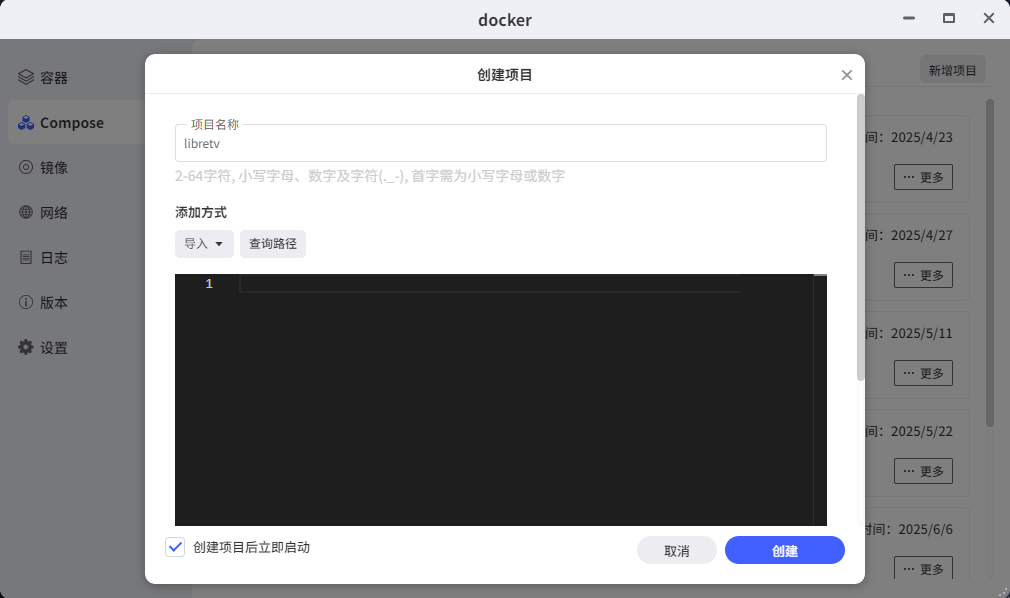 docker
容器
Compose
镜像
网络
日志
版本
设置
新增项目
创建项目
项目名称
libretv
2-64字符, 小写字母、数字及字符(._-), 首字需为小写字母或数字
添加方式
导入
查询路径
1
创建项目后立即启动
取消
创建
间：2025/4/23
··· 更多
间：2025/4/27
··· 更多
间：2025/5/11
··· 更多
间：2025/5/22
··· 更多
时间：2025/6/6
··· 更多